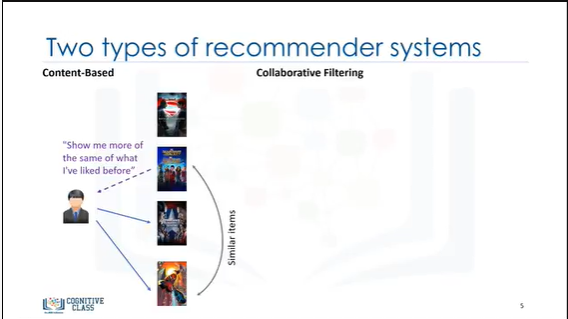 Two types of recommender systems
Content-Based
Collaborative Filtering
"Show me more of
the same of what
I've liked before"
Similar items
COGNITIVE
CLASS
5